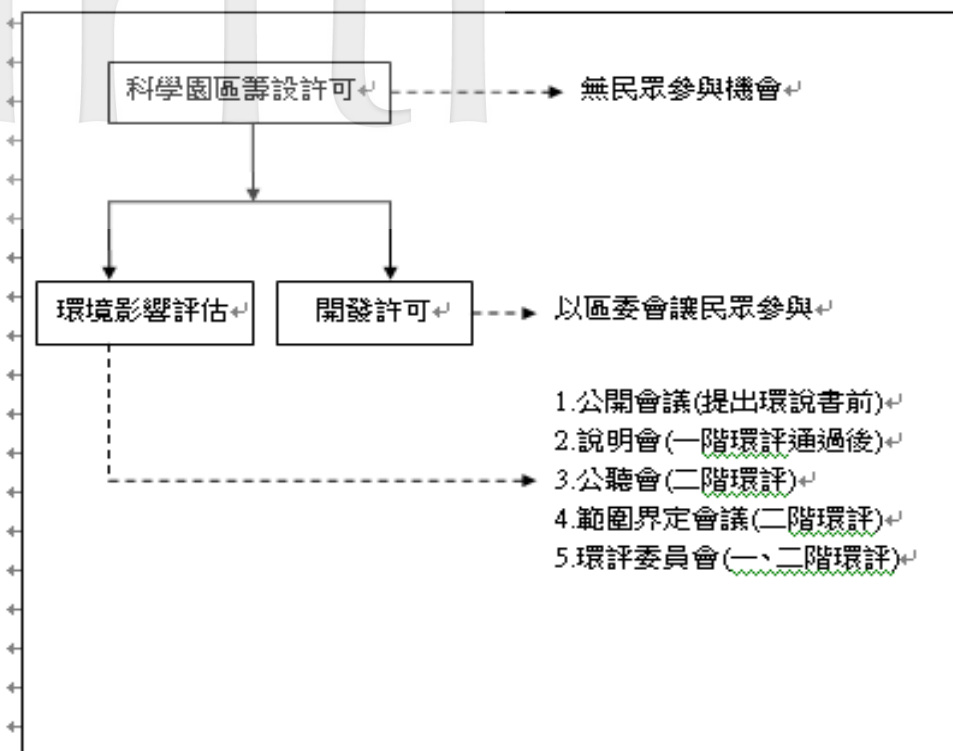 科學園區籌設許可
無民眾參與機會
環境影響評估
開發許可
以區委會讓民眾參與
1.公開會議(提出環說書前)
2.說明會(一階環評通過後)
3.公聽會(二階環評)
4.範圍界定會議(二階環評)
5.環評委員會(一、二階環評)